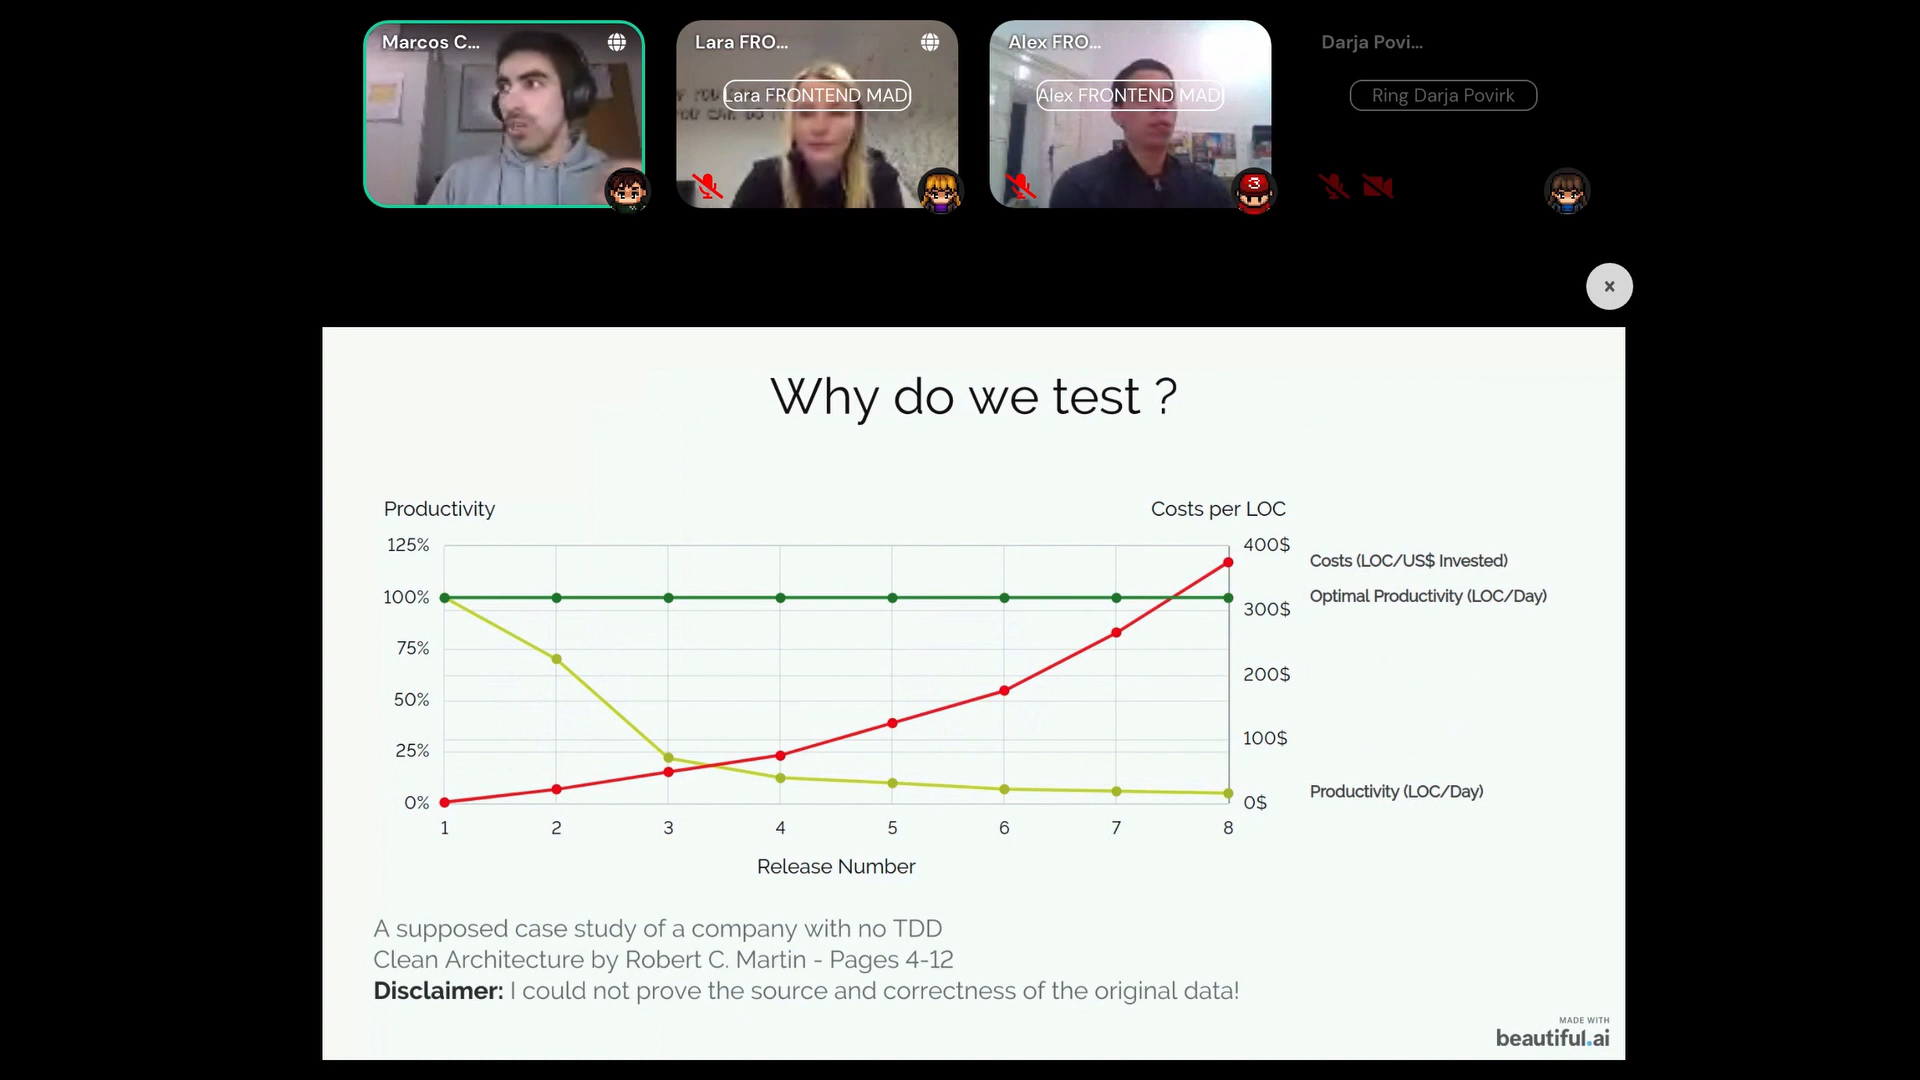 Marcos C...
Lara FRO...
Alex FRO...
Darja Povi...
Lara FRONTEND MAD
Alex FRONTEND MAD
Ring Darja Povirk
3
x
Why do we test ?
Productivity
Costs per LOC
125%
100%
75%
50%
25%
0%
400$
300$
200$
100$
0$
Costs (LOC/US$ Invested)
Optimal Productivity (LOC/Day)
Productivity (LOC/Day)
1 2 3 4 5 6 7 8
Release Number
A supposed case study of a company with no TDD
Clean Architecture by Robert C. Martin - Pages 4-12
Disclaimer: I could not prove the source and correctness of the original data!
MADE WITH
beautiful.ai